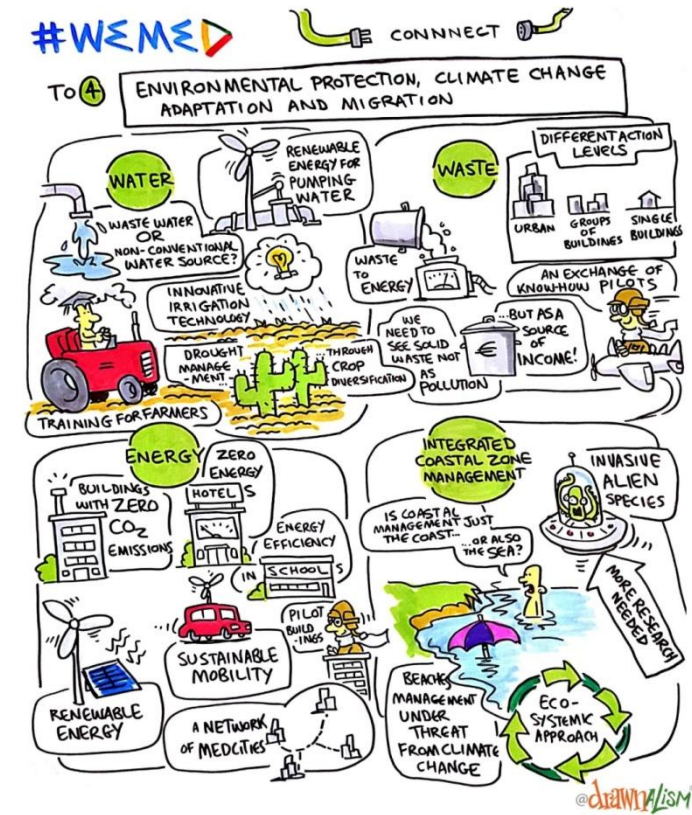 #WEMED
CONNNECT
TO 4
ENVIRONMENTAL PROTECTION, CLIMATE CHANGE
ADAPTATION AND MIGRATION
WATER
RENEWABLE
ENERGY FOR
PUMPING
WATER
WASTE WATER
OR
NON-CONVENTIONAL
WATER SOURCE?
INNOVATIVE
IRRIGATION
TECHNOLOGY
DROUGHT
MANAGE
-MENT...
...THROUGH
CROP
DIVERSIFICATION
TRAINING FOR FARMERS
WASTE
DIFFERENT ACTION
LEVELS
URBAN
GROUPS
OF
BUILDINGS
SINGLE
BUILDINGS
WASTE
TO
ENERGY
AN EXCHANGE OF
KNOWHOW PILOTS
WE
NEED TO
SEE SOLID
WASTE NOT
AS
POLLUTION
€
...BUT AS A
SOURCE
OF
INCOME!
ENERGY
BUILDINGS
WITH ZERO
CO2
EMISSIONS
ZERO
ENERGY
HOTELS
ENERGY
EFFICIENCY
IN SCHOOLS
PILOT
BUILD
-INGS
SUSTAINABLE
MOBILITY
RENEWABLE
ENERGY
A NETWORK
OF MEDCITIES
INTEGRATED
COASTAL ZONE
MANAGEMENT
INVASIVE
ALIEN
SPECIES
IS COASTAL
MANAGEMENT JUST
THE COAST...
...OR ALSO
THE SEA?
MORE RESEARCH
NEEDED
BEACHES
MANAGEMENT
UNDER
THREAT
FROM CLIMATE
CHANGE
ECO-
SYSTEMIC
APPROACH
@drawnalism